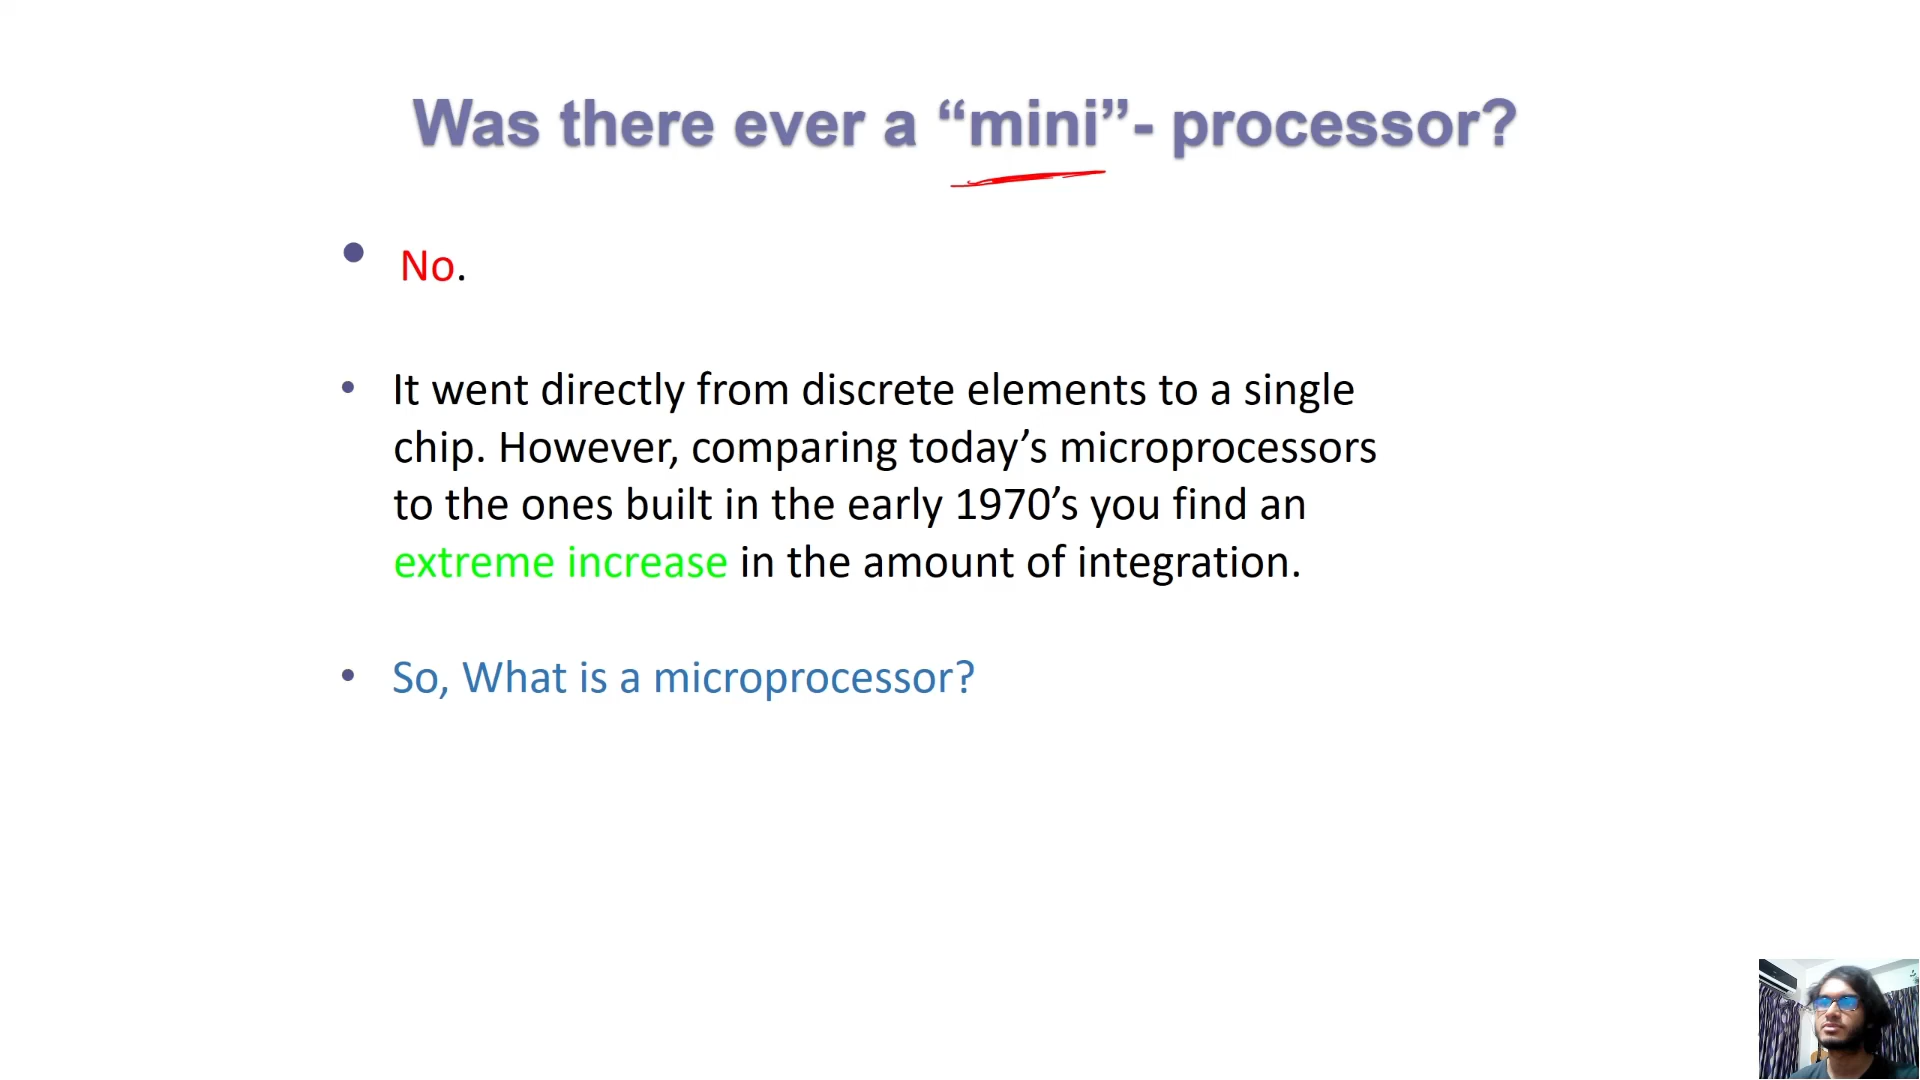 Was there ever a “mini”- processor?
• No.
• It went directly from discrete elements to a single
chip. However, comparing today’s microprocessors
to the ones built in the early 1970’s you find an
extreme increase in the amount of integration.
• So, What is a microprocessor?